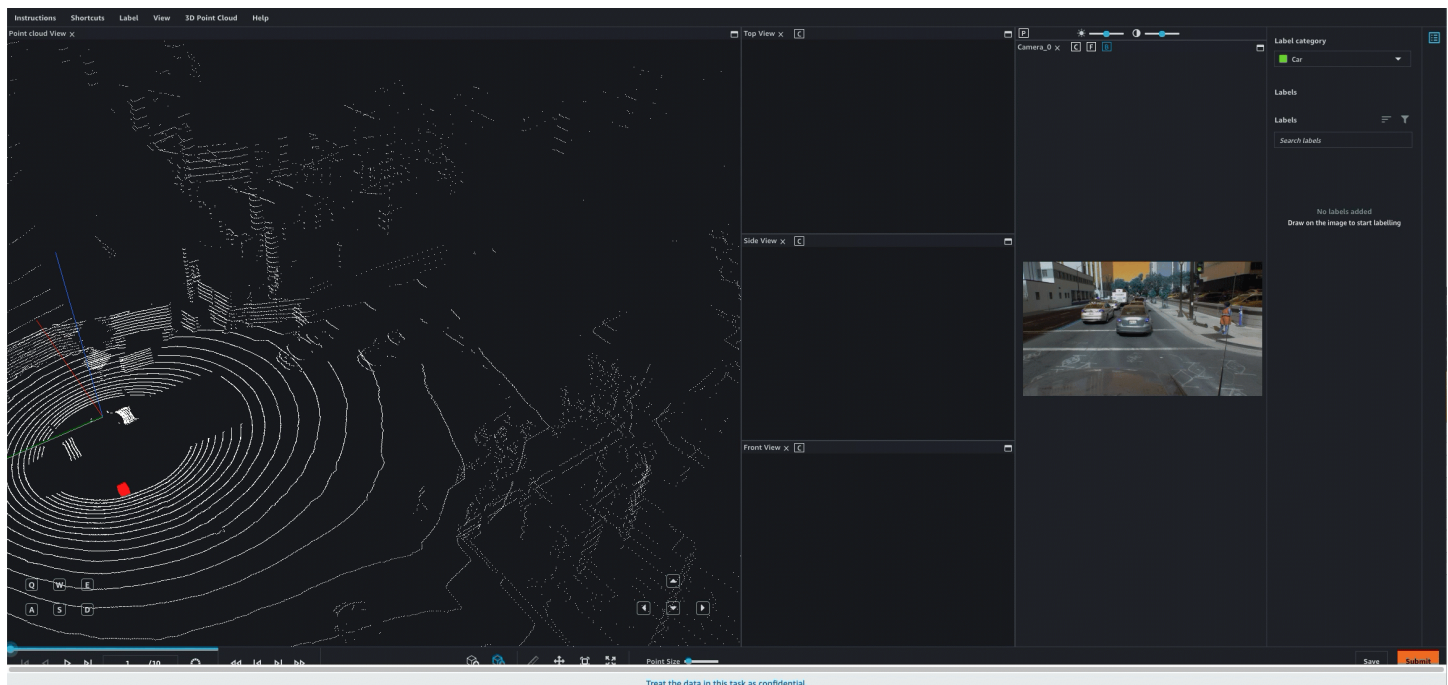 Instructions Shortcuts Label View 3D Point Cloud Help
Point cloud View x
Top View x C
P
Camera_0 x C F B
Label category
Car
Labels
Labels
Search labels
No labels added
Draw on the image to start labelling
Side View x C
Front View x C
Q W E
A S D
1 /10
Point Size
Save Submit
Treat the data in this task as confidential